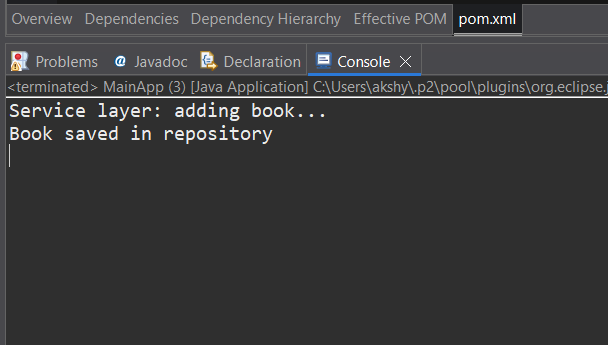 Overview Dependencies Dependency Hierarchy Effective POM pom.xml
Problems @ Javadoc Declaration Console
<terminated> MainApp (3) [Java Application] C:\Users\akshy\.p2\pool\plugins\org.eclipse.j
Service layer: adding book...
Book saved in repository